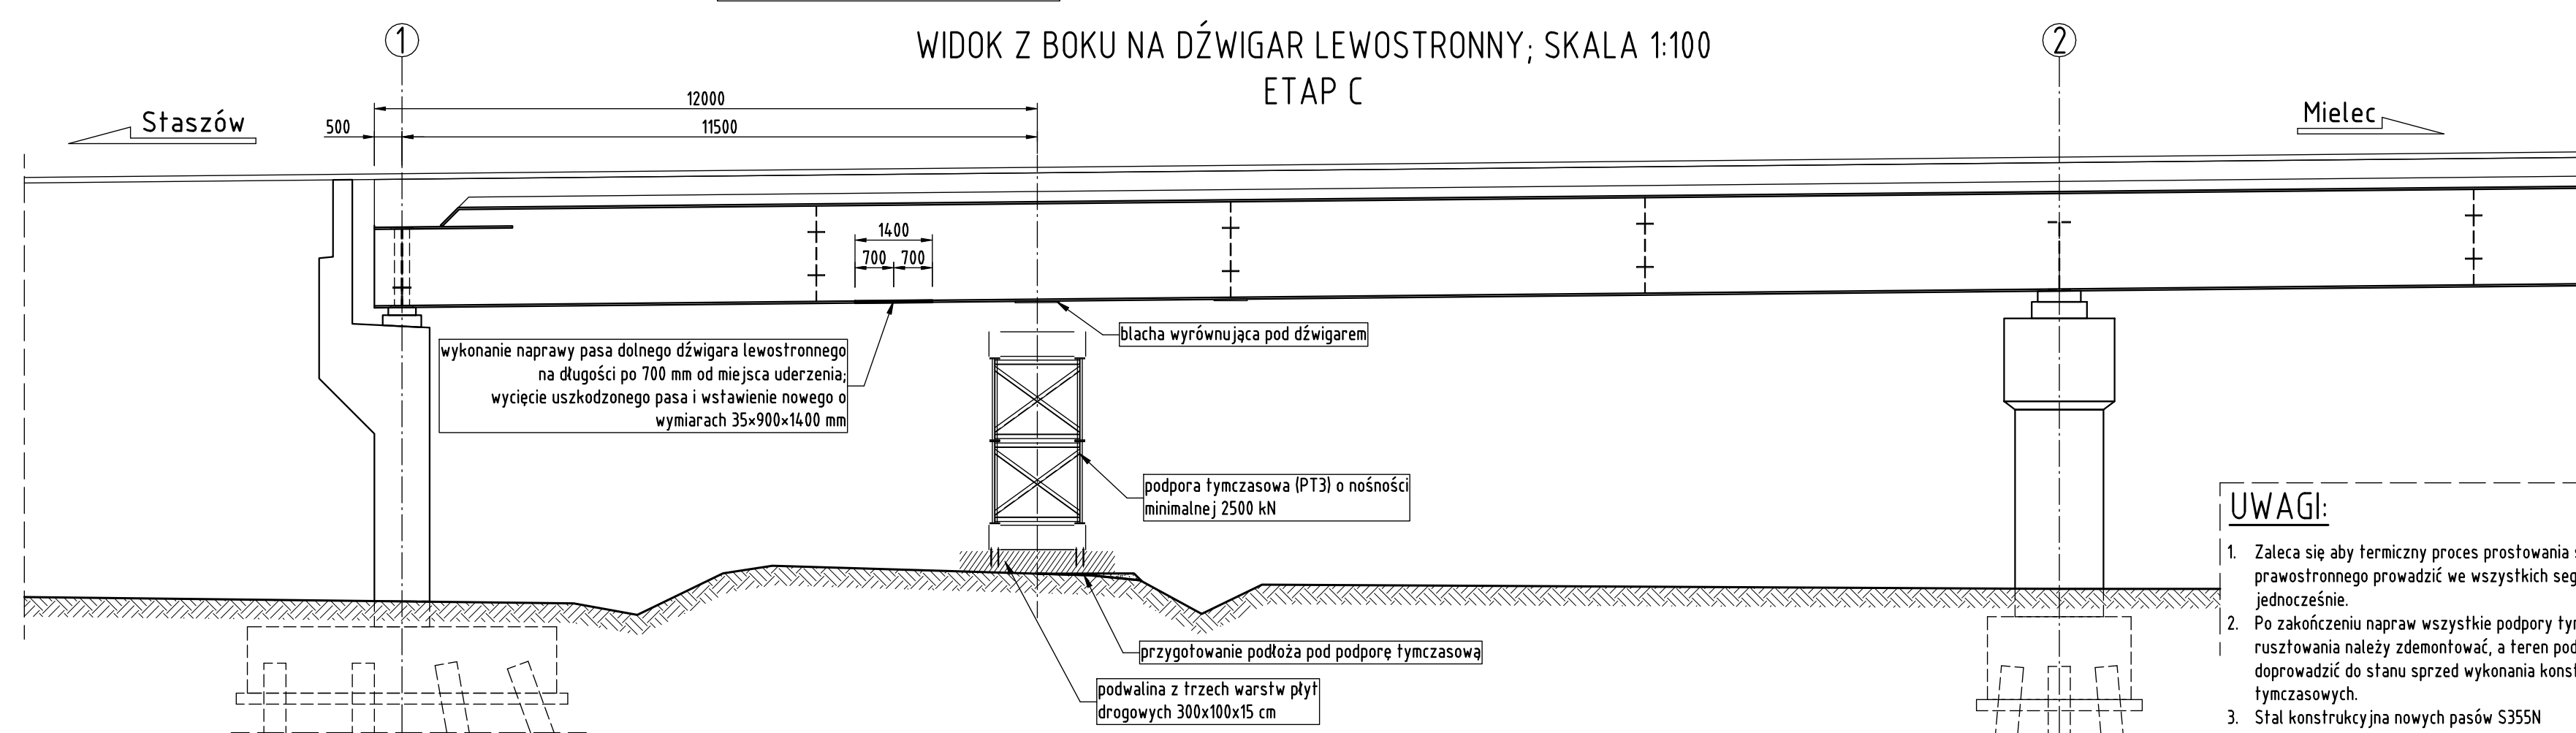 1
WIDOK Z BOKU NA DŹWIGAR LEWOSTRONNY; SKALA 1:100
ETAP C
2
Staszów
12000
500
11500
Mielec
1400
700
700
wykonanie naprawy pasa dolnego dźwigara lewostronnego
na długości po 700 mm od miejsca uderzenia;
wycięcie uszkodzonego pasa i wstawienie nowego o
wymiarach 35×900×1400 mm
blacha wyrównująca pod dźwigarem
podpora tymczasowa (PT3) o nośności
minimalnej 2500 kN
przygotowanie podłoża pod podporę tymczasową
podwalina z trzech warstw płyt
drogowych 300x100x15 cm
UWAGI:
1. Zaleca się aby termiczny proces prostowania
prawostronnego prowadzić we wszystkich
jednocześnie.
2. Po zakończeniu napraw wszystkie podpory
rusztowania należy zdemontować, a teren pod
doprowadzić do stanu sprzed wykonania
tymczasowych.
3. Stal konstrukcyjna nowych pasów S355N